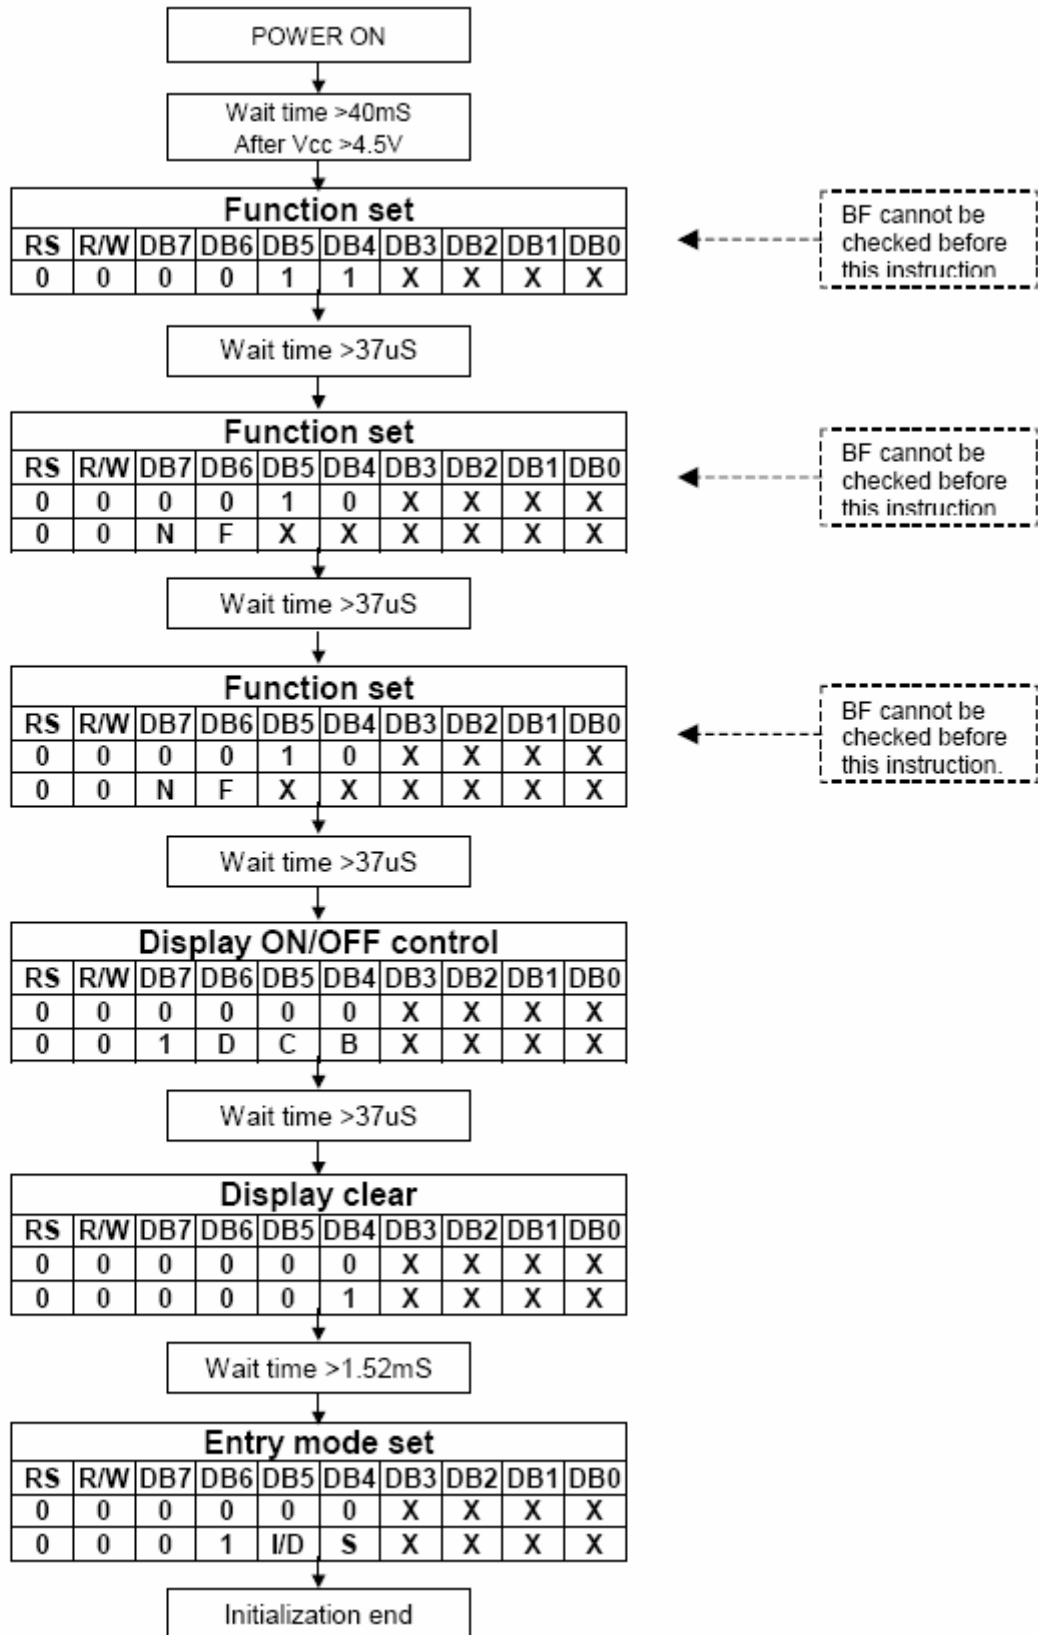 POWER ON
Wait time >40mS
After Vcc >4.5V
Function set
RS R/W DB7 DB6 DB5 DB4 DB3 DB2 DB1 DB0
0 0 0 0 1 1 X X X X
BF cannot be
checked before
this instruction
Wait time >37uS
Function set
RS R/W DB7 DB6 DB5 DB4 DB3 DB2 DB1 DB0
0 0 0 0 1 0 X X X X
0 0 N F X X X X X X
BF cannot be
checked before
this instruction
Wait time >37uS
Function set
RS R/W DB7 DB6 DB5 DB4 DB3 DB2 DB1 DB0
0 0 0 0 1 0 X X X X
0 0 N F X X X X X X
BF cannot be
checked before
this instruction.
Wait time >37uS
Display ON/OFF control
RS R/W DB7 DB6 DB5 DB4 DB3 DB2 DB1 DB0
0 0 0 0 0 0 X X X X
0 0 1 D C B X X X X
Wait time >37uS
Display clear
RS R/W DB7 DB6 DB5 DB4 DB3 DB2 DB1 DB0
0 0 0 0 0 0 X X X X
0 0 0 0 0 1 X X X X
Wait time >1.52mS
Entry mode set
RS R/W DB7 DB6 DB5 DB4 DB3 DB2 DB1 DB0
0 0 0 0 0 0 X X X X
0 0 0 1 I/D S X X X X
Initialization end